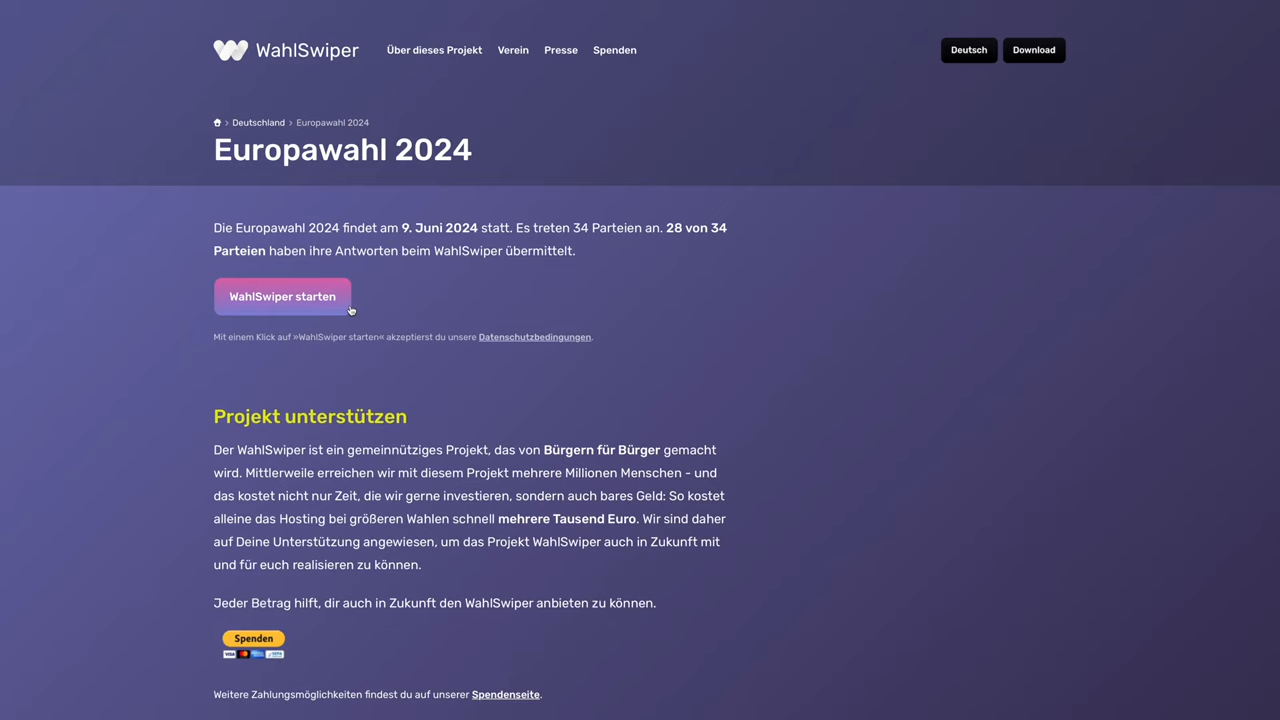 WahlSwiper
Über dieses Projekt
Verein
Presse
Spenden
Deutsch
Download
Deutschland
Europawahl 2024
Europawahl 2024
Die Europawahl 2024 findet am 9. Juni 2024 statt. Es treten 34 Parteien an. 28 von 34
Parteien haben ihre Antworten beim WahlSwiper übermittelt.
WahlSwiper starten
Mit einem Klick auf »WahlSwiper starten« akzeptierst du unsere Datenschutzbedingungen.
Projekt unterstützen
Der WahlSwiper ist ein gemeinnütziges Projekt, das von Bürgern für Bürger gemacht
wird. Mittlerweile erreichen wir mit diesem Projekt mehrere Millionen Menschen - und
das kostet nicht nur Zeit, die wir gerne investieren, sondern auch bares Geld: So kostet
alleine das Hosting bei größeren Wahlen schnell mehrere Tausend Euro. Wir sind daher
auf Deine Unterstützung angewiesen, um das Projekt WahlSwiper auch in Zukunft mit
und für euch realisieren zu können.
Jeder Betrag hilft, dir auch in Zukunft den WahlSwiper anbieten zu können.
Spenden
VISA
Weitere Zahlungsmöglichkeiten findest du auf unserer Spendenseite.